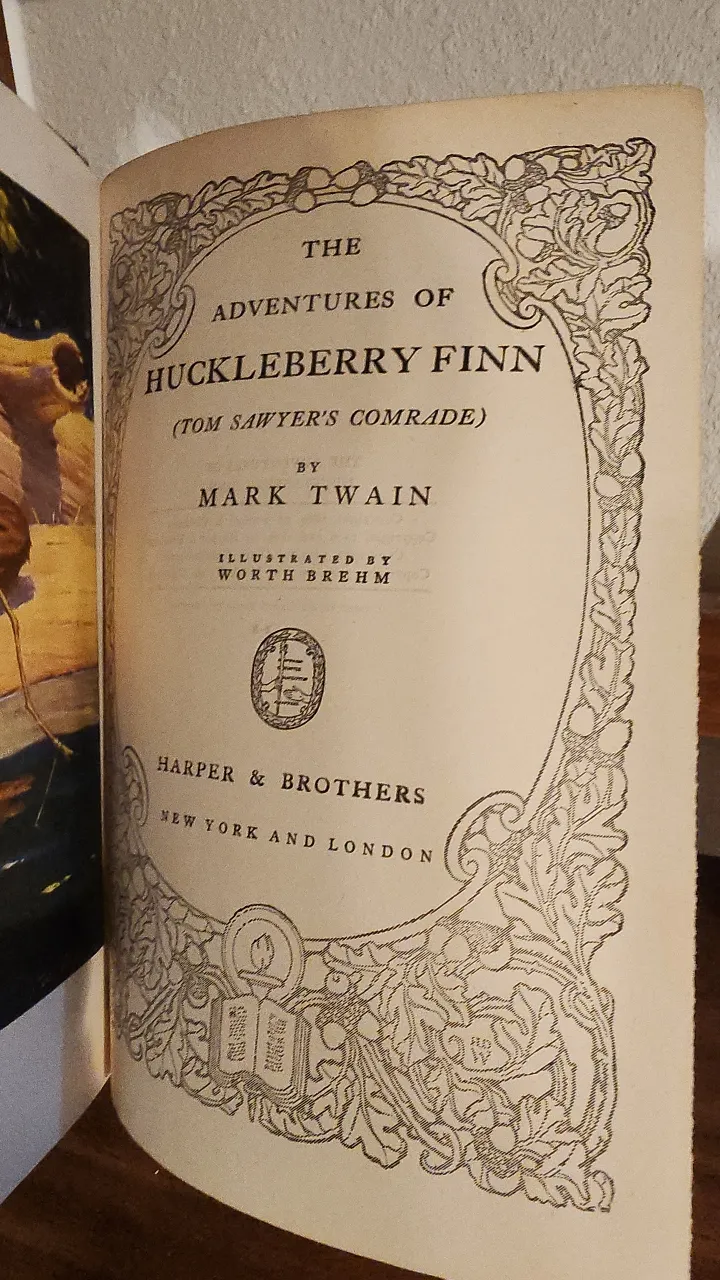 THE
ADVENTURES OF
HUCKLEBERRY FINN
(TOM SAWYER'S COMRADE)
BY
MARK TWAIN
ILLUSTRATED BY
WORTH BREHM
HARPER & BROTHERS
NEW YORK AND LONDON